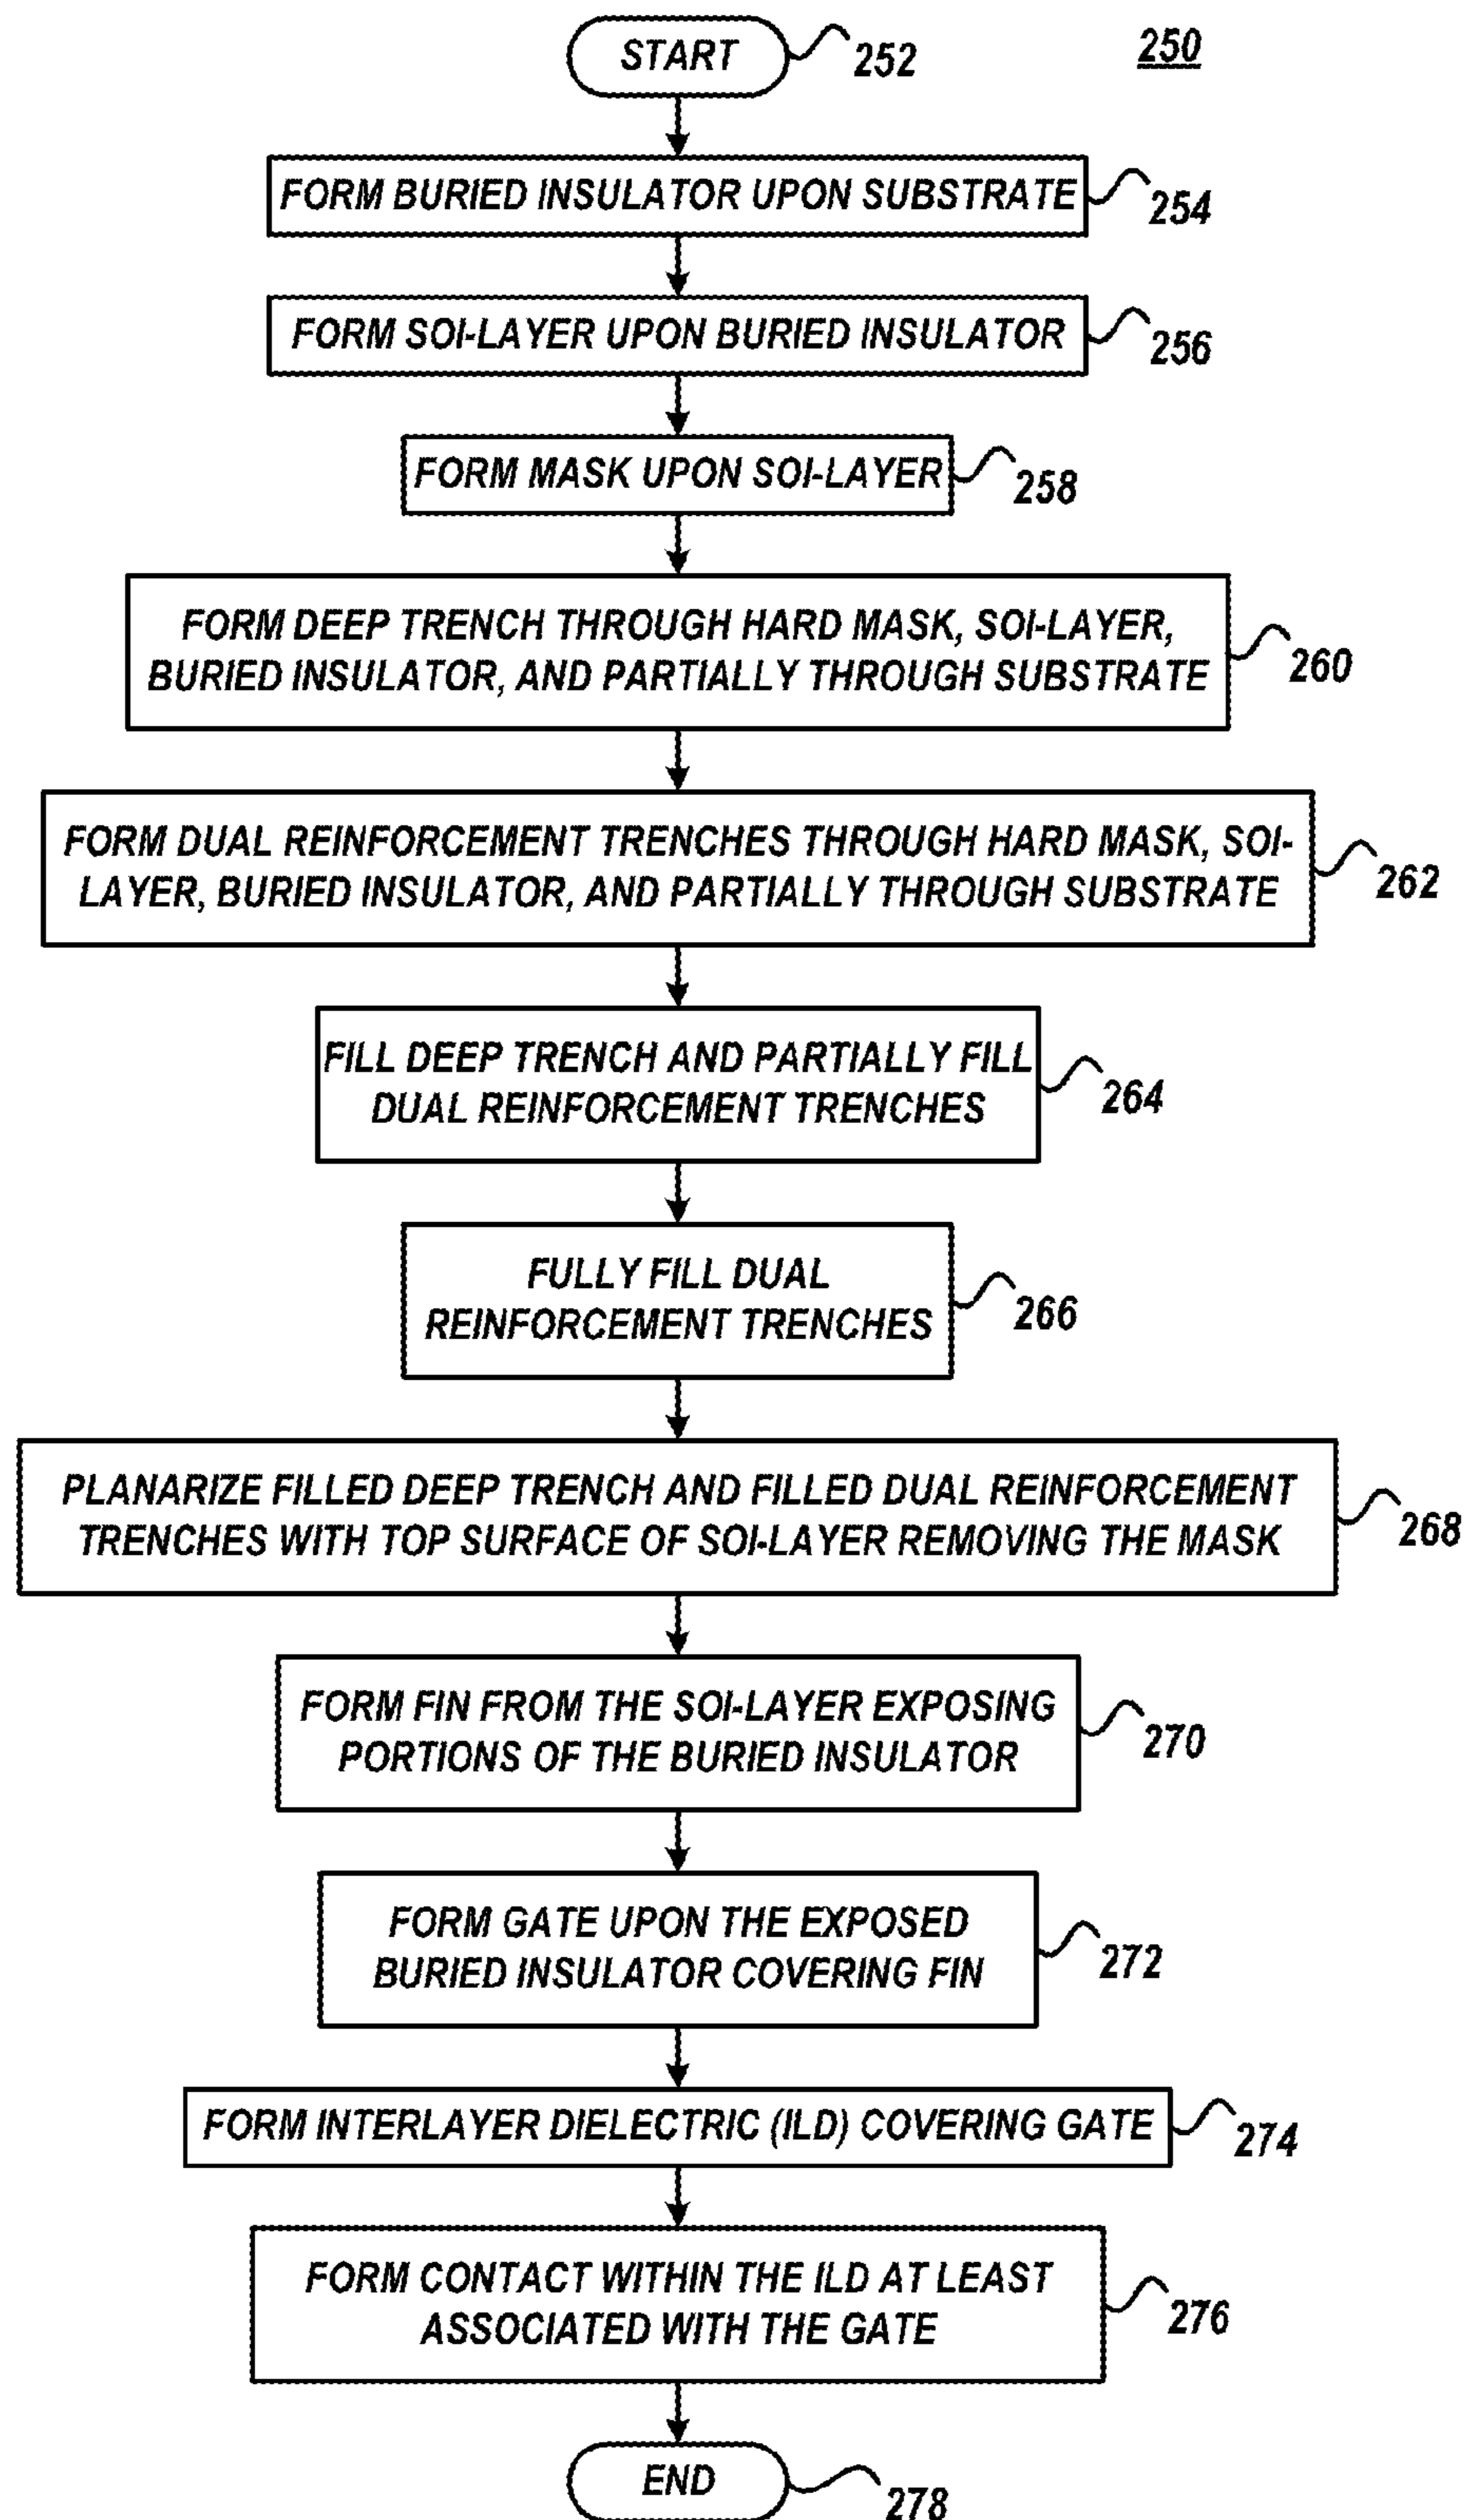 START
252
250
FORM BURIED INSULATOR UPON SUBSTRATE
254
FORM SOI-LAYER UPON BURIED INSULATOR
256
FORM MASK UPON SOI-LAYER
258
FORM DEEP TRENCH THROUGH HARD MASK, SOI-LAYER,
BURIED INSULATOR, AND PARTIALLY THROUGH SUBSTRATE
260
FORM DUAL REINFORCEMENT TRENCHES THROUGH HARD MASK, SOI-
LAYER, BURIED INSULATOR, AND PARTIALLY THROUGH SUBSTRATE
262
FILL DEEP TRENCH AND PARTIALLY FILL
DUAL REINFORCEMENT TRENCHES
264
FULLY FILL DUAL
REINFORCEMENT TRENCHES
266
PLANARIZE FILLED DEEP TRENCH AND FILLED DUAL REINFORCEMENT
TRENCHES WITH TOP SURFACE OF SOI-LAYER REMOVING THE MASK
268
FORM FIN FROM THE SOI-LAYER EXPOSING
PORTIONS OF THE BURIED INSULATOR
270
FORM GATE UPON THE EXPOSED
BURIED INSULATOR COVERING FIN
272
FORM INTERLAYER DIELECTRIC (ILD) COVERING GATE
274
FORM CONTACT WITHIN THE ILD AT LEAST
ASSOCIATED WITH THE GATE
276
END
278